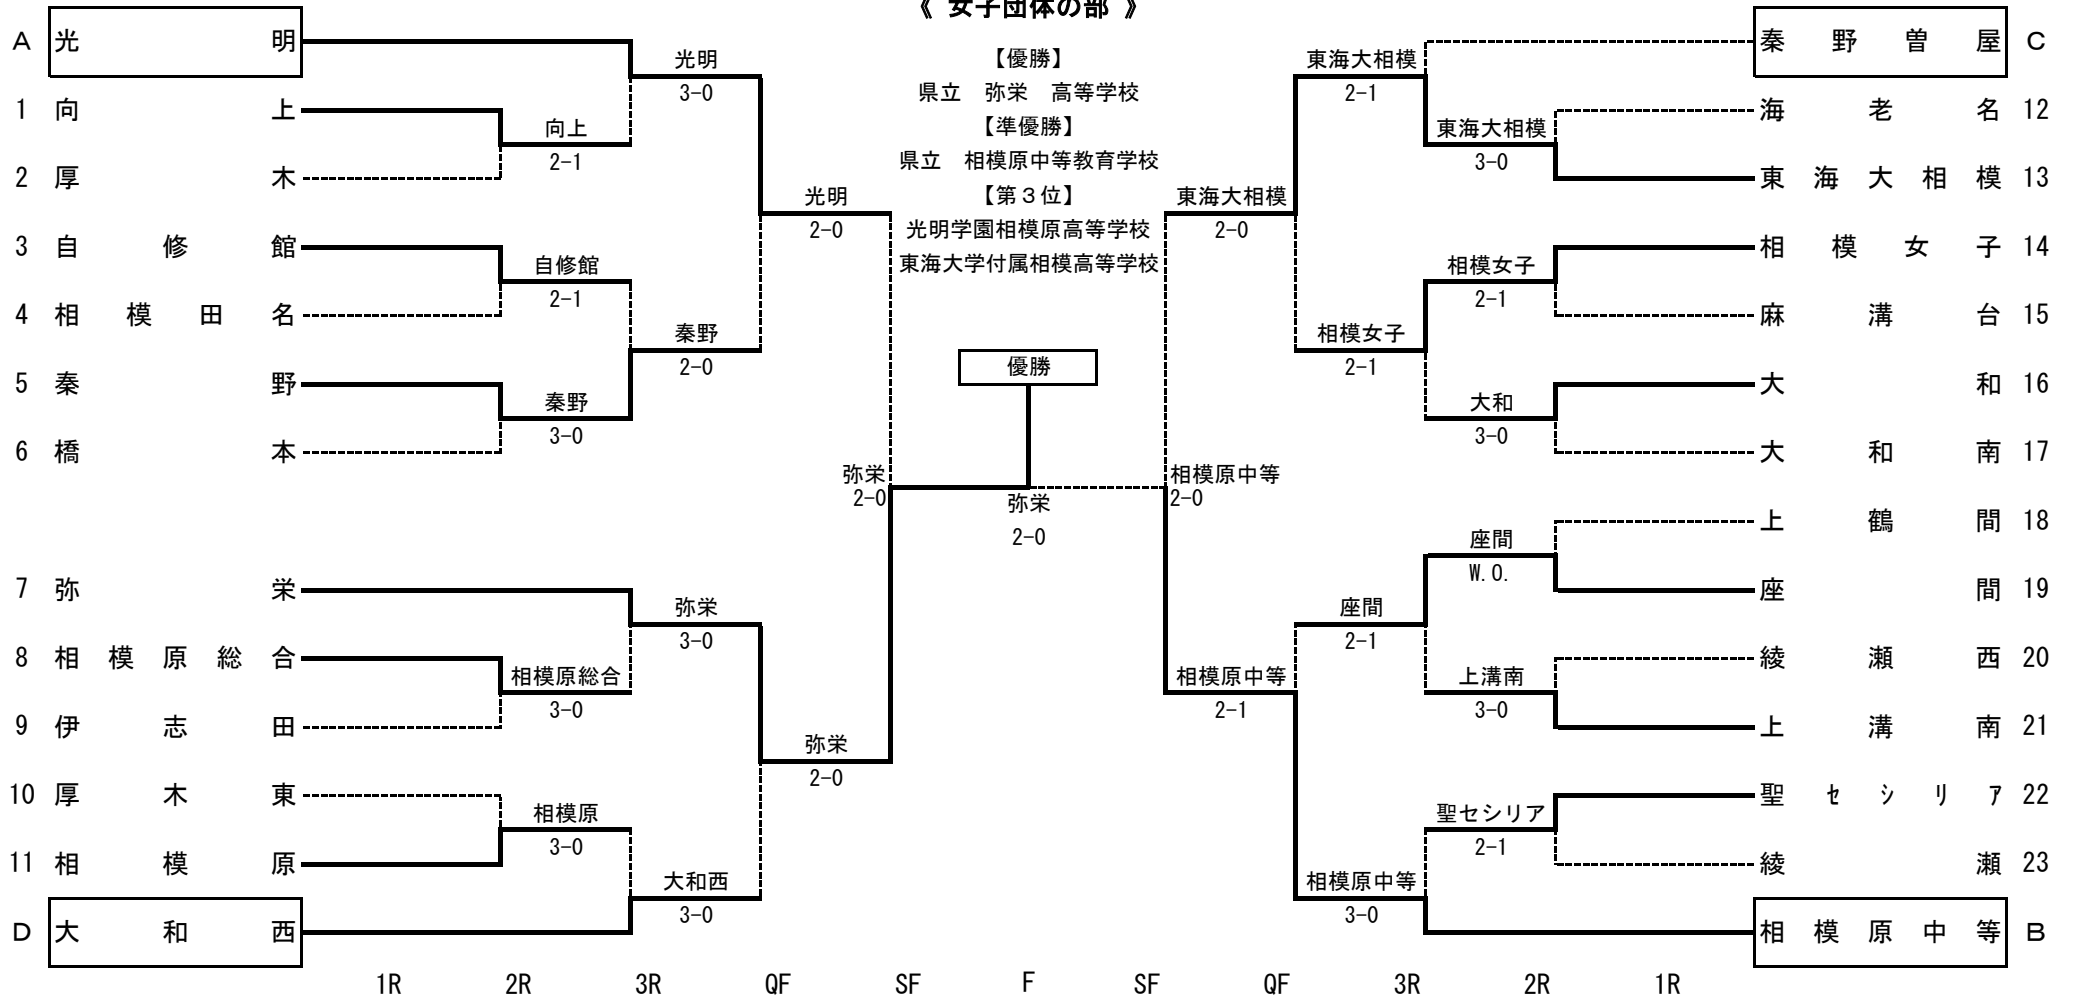 《 女子団体の部 》
【優勝】
県立　弥栄　高等学校
【準優勝】
県立　相模原中等教育学校
【第３位】
光明学園相模原高等学校
東海大学付属相模高等学校
優勝
弥栄
2-0
A 光明
1 向上
2 厚木
3 自修館
4 相模田名
5 秦野
6 橋本
7 弥栄
8 相模原総合
9 伊志田
10 厚木東
11 相模原
D 大和西
向上
2-1
自修館
2-1
秦野
3-0
相模原総合
3-0
相模原
3-0
光明
3-0
秦野
2-0
弥栄
3-0
大和西
3-0
光明
2-0
弥栄
2-0
弥栄
2-0
相模原中等
2-0
東海大相模
2-0
相模原中等
2-1
東海大相模
2-1
相模女子
2-1
座間
2-1
相模原中等
3-0
東海大相模
3-0
相模女子
2-1
大和
3-0
座間
W.O.
上溝南
3-0
聖セシリア
2-1
秦野曽屋 C
海老名 12
東海大相模 13
相模女子 14
麻溝台 15
大和 16
大和南 17
上鶴間 18
座間 19
綾瀬西 20
上溝南 21
聖ｾｼﾘｱ 22
綾瀬 23
相模原中等 B
1R 2R 3R QF SF F SF QF 3R 2R 1R